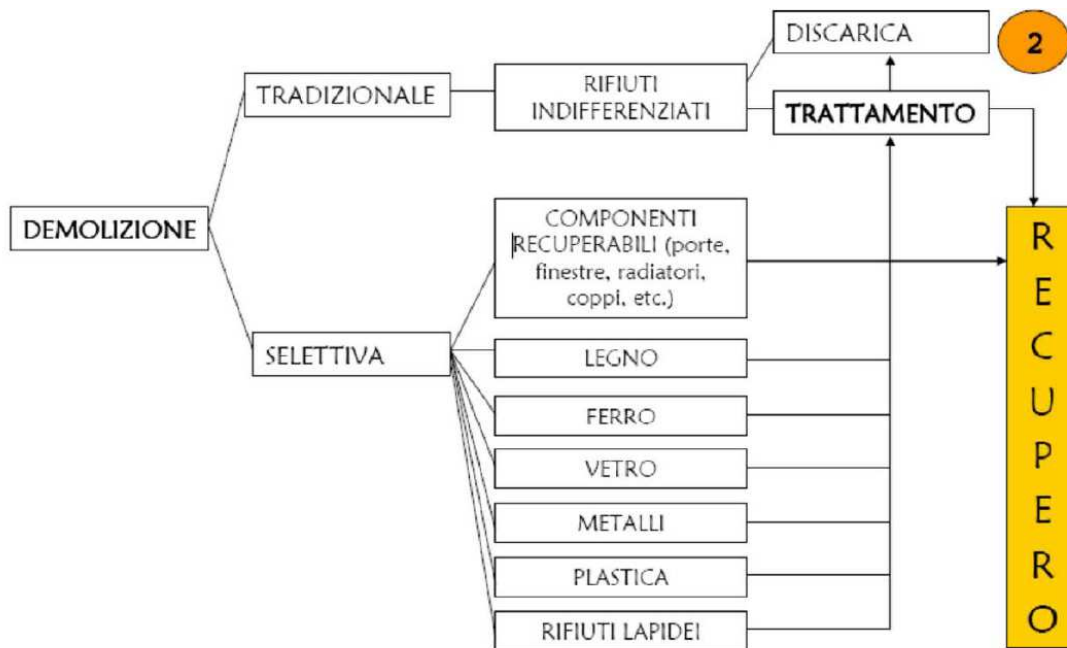 DISCARICA
2
TRADIZIONALE
RIFIUTI
INDIFFERENZIATI
TRATTAMENTO
DEMOLIZIONE
COMPONENTI
RECUPERABILI (porte,
finestre, radiatori,
coppi, etc.)
SELETTIVA
LEGNO
FERRO
VETRO
METALLI
PLASTICA
RIFIUTI LAPIDEI
RECUPERO